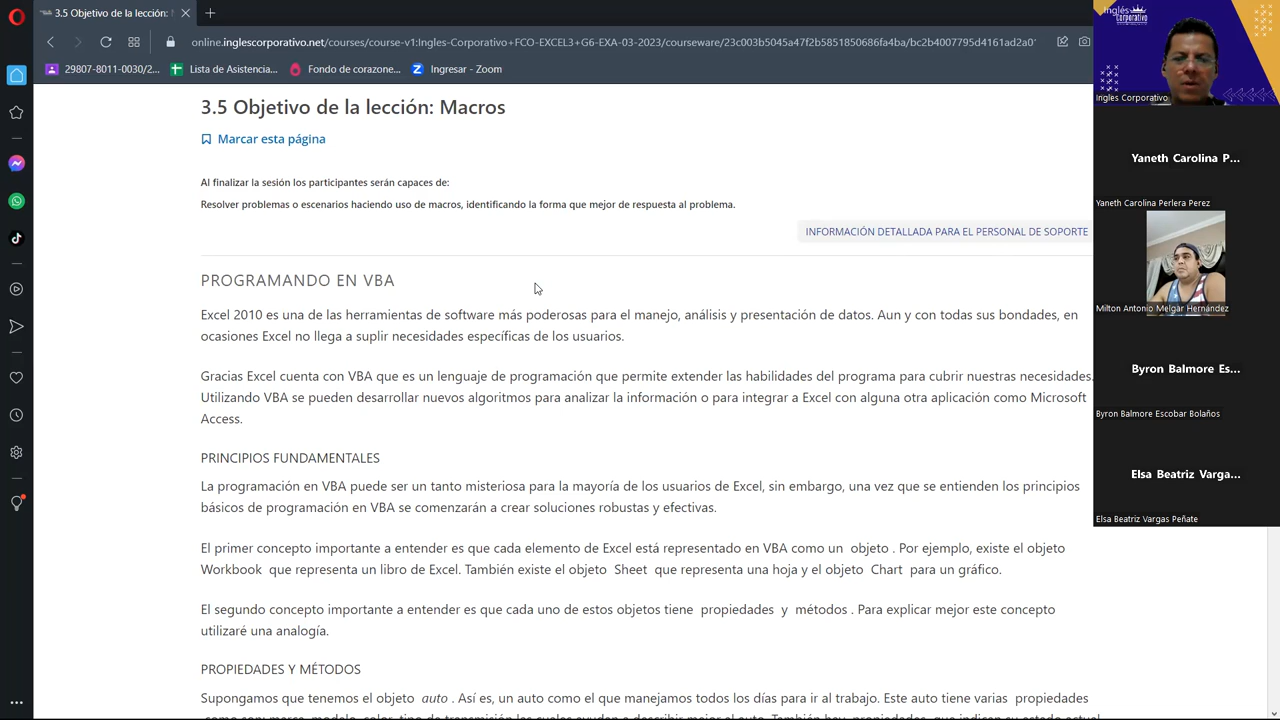 3.5 Objetivo de la lección: M
online.inglescorporativo.net/courses/course-v1:Ingles-Corporativo+FCO-EXCEL3+G6-EXA-03-2023/courseware/23c003b5045a47f2b5851850686fa4ba/bc2b4007795d4161ad2a0
29807-8011-0030/2...
Lista de Asistencia...
Fondo de corazone...
Ingresar - Zoom
3.5 Objetivo de la lección: Macros
Marcar esta página
Al finalizar la sesión los participantes serán capaces de:
Resolver problemas o escenarios haciendo uso de macros, identificando la forma que mejor de respuesta al problema.
INFORMACIÓN DETALLADA PARA EL PERSONAL DE SOPORTE
PROGRAMANDO EN VBA
Excel 2010 es una de las herramientas de software más poderosas para el manejo, análisis y presentación de datos. Aun y con todas sus bondades, en
ocasiones Excel no llega a suplir necesidades específicas de los usuarios.
Gracias Excel cuenta con VBA que es un lenguaje de programación que permite extender las habilidades del programa para cubrir nuestras necesidades.
Utilizando VBA se pueden desarrollar nuevos algoritmos para analizar la información o para integrar a Excel con alguna otra aplicación como Microsoft
Access.
PRINCIPIOS FUNDAMENTALES
La programación en VBA puede ser un tanto misteriosa para la mayoría de los usuarios de Excel, sin embargo, una vez que se entienden los principios
básicos de programación en VBA se comenzarán a crear soluciones robustas y efectivas.
El primer concepto importante a entender es que cada elemento de Excel está representado en VBA como un objeto . Por ejemplo, existe el objeto
Workbook que representa un libro de Excel. También existe el objeto Sheet que representa una hoja y el objeto Chart para un gráfico.
El segundo concepto importante a entender es que cada uno de estos objetos tiene propiedades y métodos . Para explicar mejor este concepto
utilizaré una analogía.
PROPIEDADES Y MÉTODOS
Supongamos que tenemos el objeto auto . Así es, un auto como el que manejamos todos los días para ir al trabajo. Este auto tiene varias propiedades
Inglés
Corporativo
Ingles Corporativo
Yaneth Carolina P...
Yaneth Carolina Perlera Perez
Milton Antonio Melgar Hernández
Byron Balmore Es...
Byron Balmore Escobar Bolaños
Elsa Beatriz Varga...
Elsa Beatriz Vargas Peñate